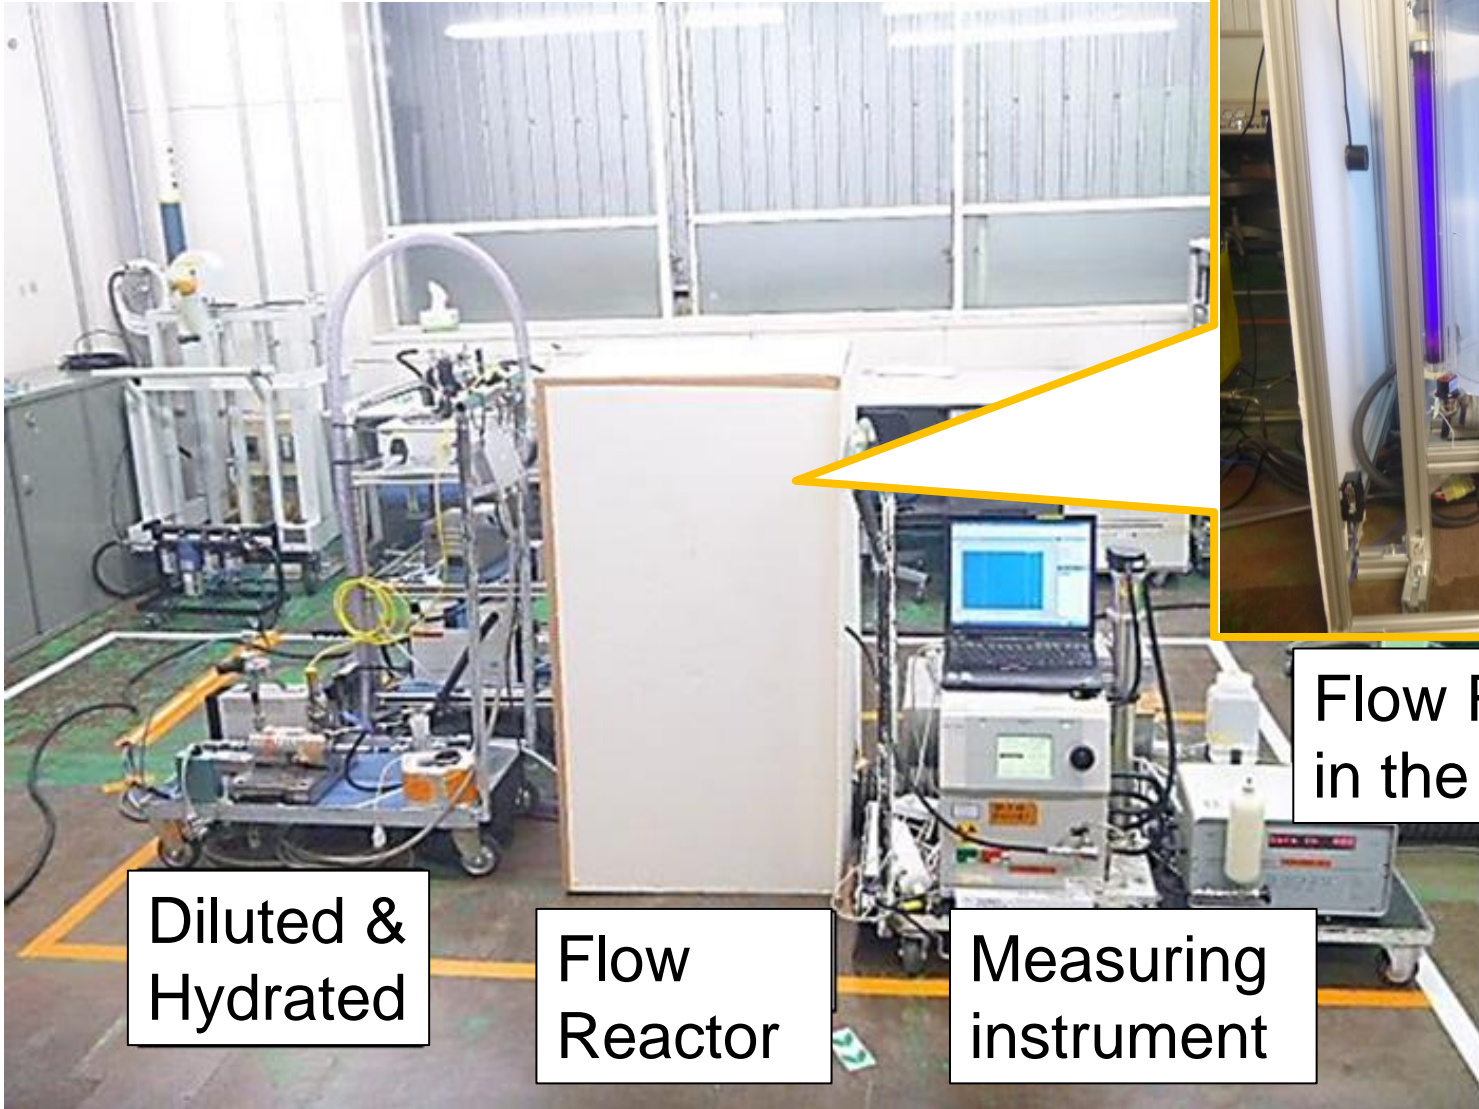 Diluted &
Hydrated
Flow
Reactor
Measuring
instrument
Flow
in the